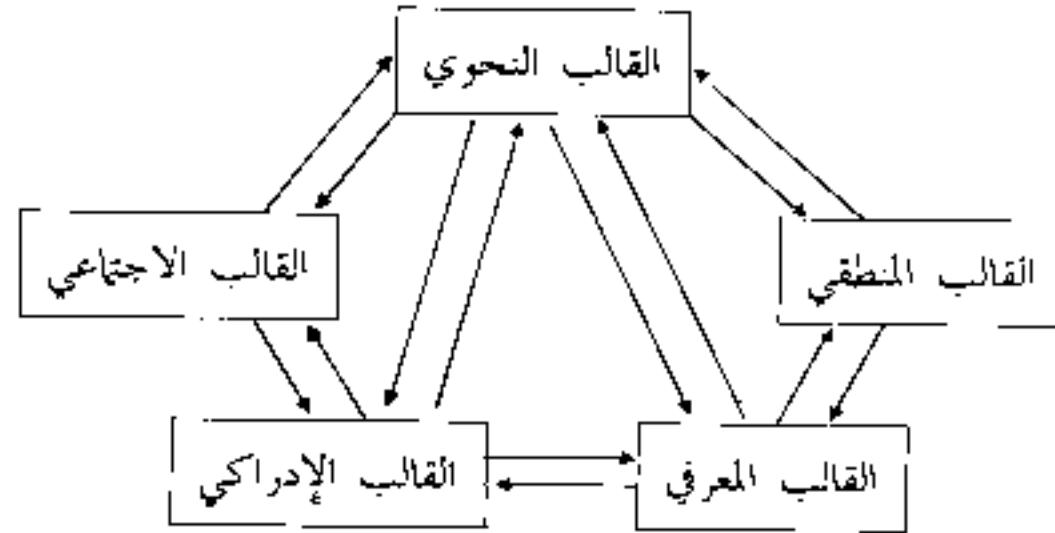 القالب النحوي
القالب المنطقي
القالب الاجتماعي
القالب المعرفي
القالب الإدراكي